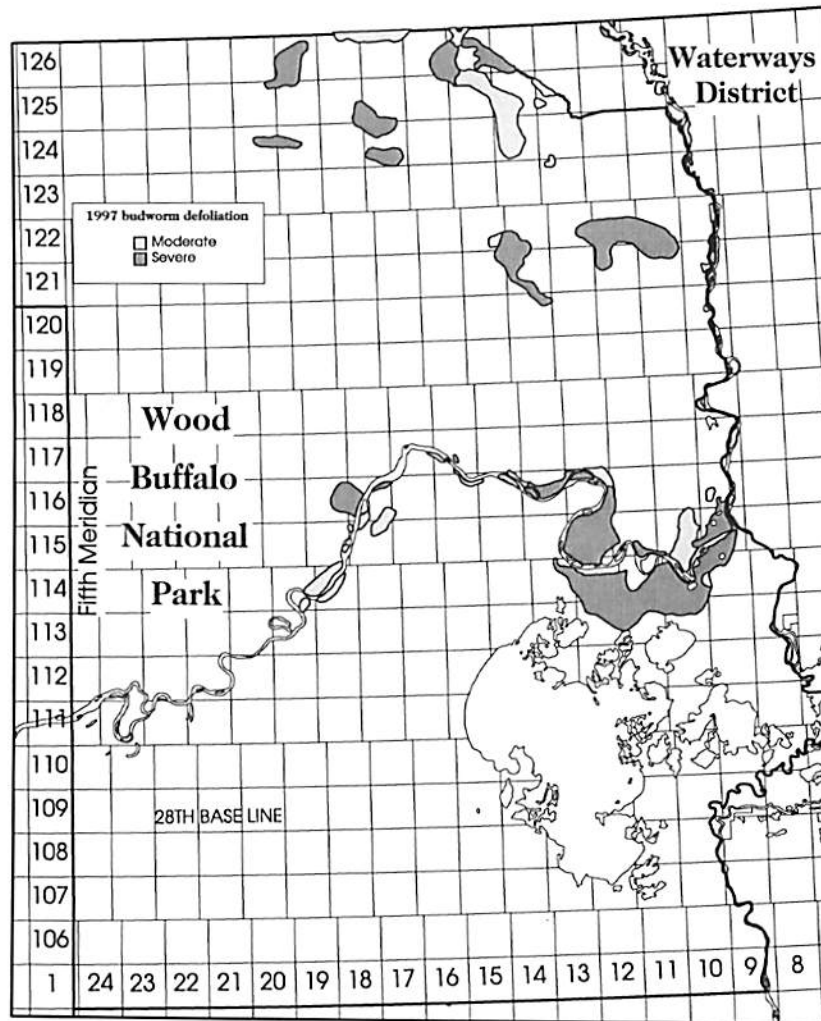 126
125
124
123
122
121
120
119
118
117
116
115
114
113
112
111
110
109
108
107
106
Waterways
District
1997 budworm defoliation
Moderate
Severe
Wood
Buffalo
National
Park
Fifth Meridian
28TH BASE LINE
1 24 23 22 21 20 19 18 17 16 15 14 13 12 11 10 9 8